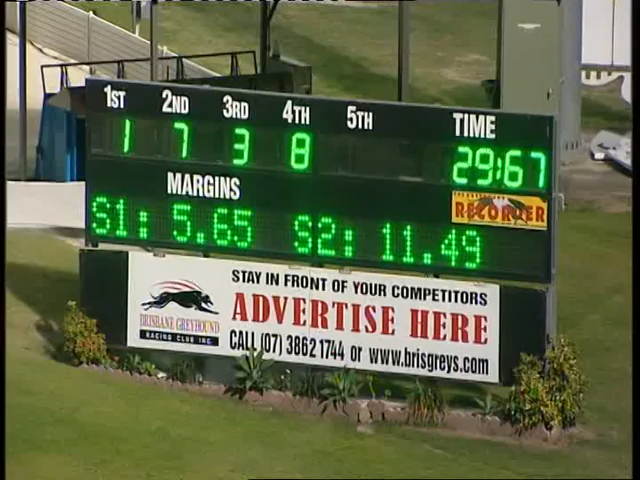 1ST 2ND 3RD 4TH 5TH TIME
1 7 3 8 29:67
MARGINS
RECORDER
S1: 5.65 S2: 11.49
STAY IN FRONT OF YOUR COMPETITORS
ADVERTISE HERE
CALL (07) 3862 1744 or www.brisgreys.com
BRISBANE GREYHOUND
RACING CLUB INC.